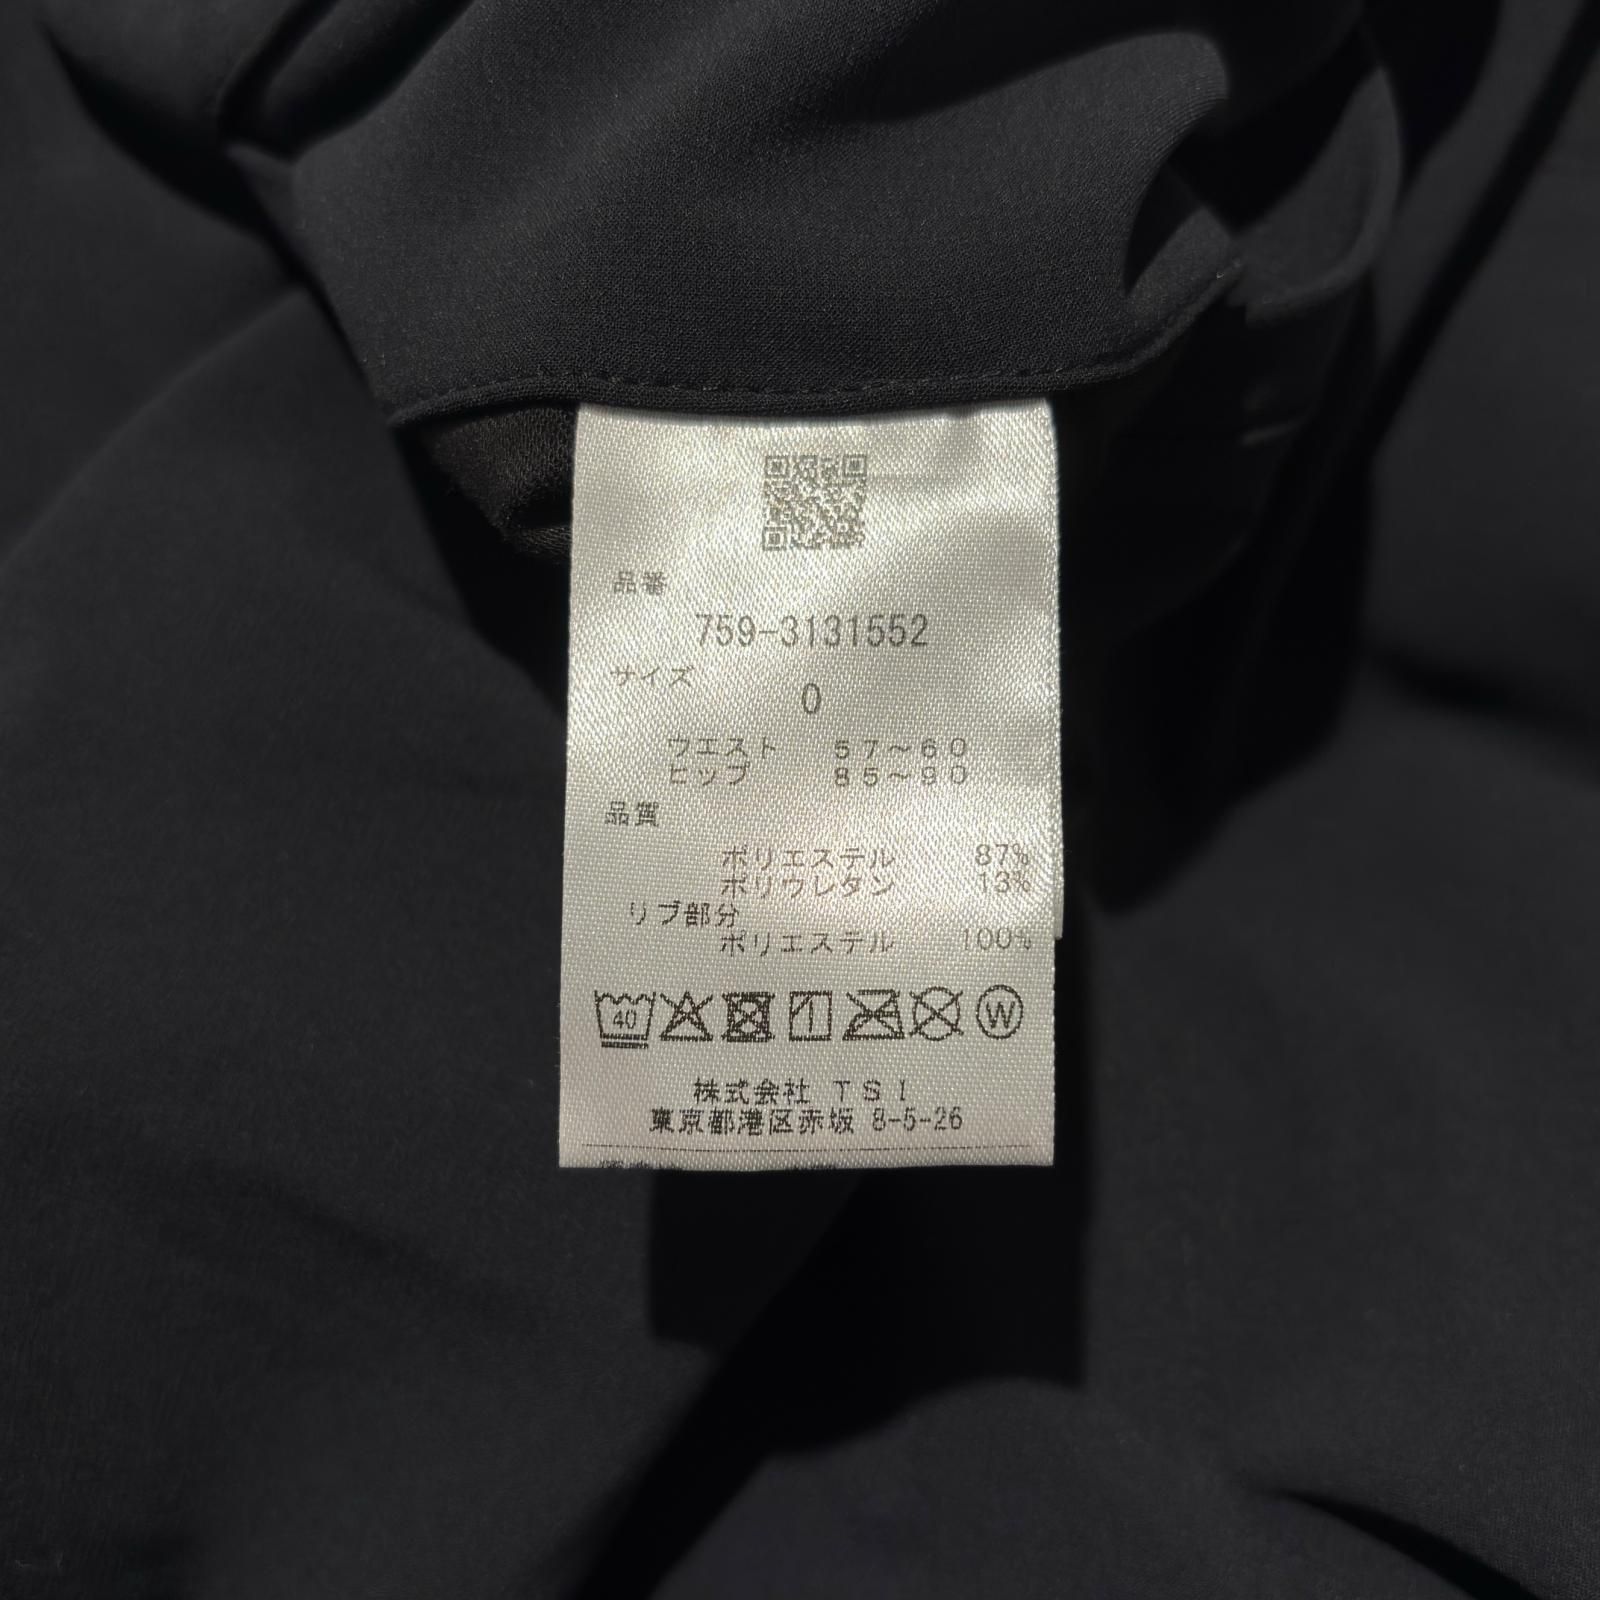 品番
759-3131552
サイズ
0
ウエスト 57～60
ヒップ 85～90
品質
ポリエステル 87%
ポリウレタン 13%
リブ部分
ポリエステル 100%
40
W
株式会社 TSI
東京都港区赤坂 8-5-26